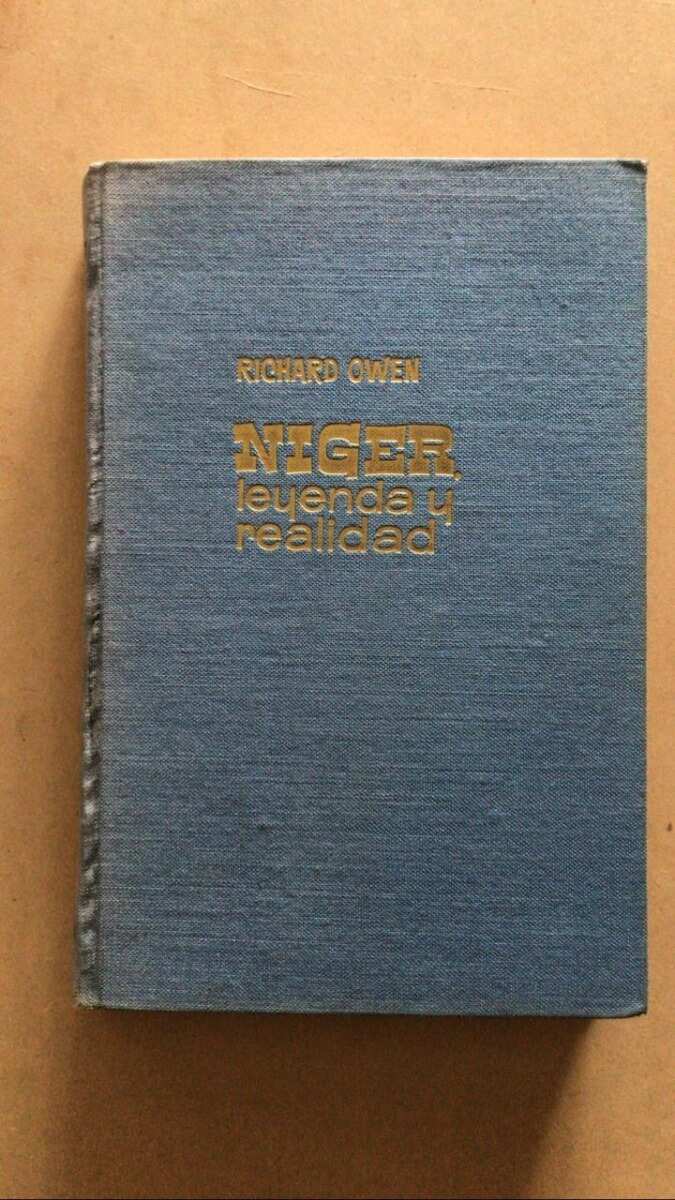 RICHARD OWEN
NIGER,
leyenda y
realidad